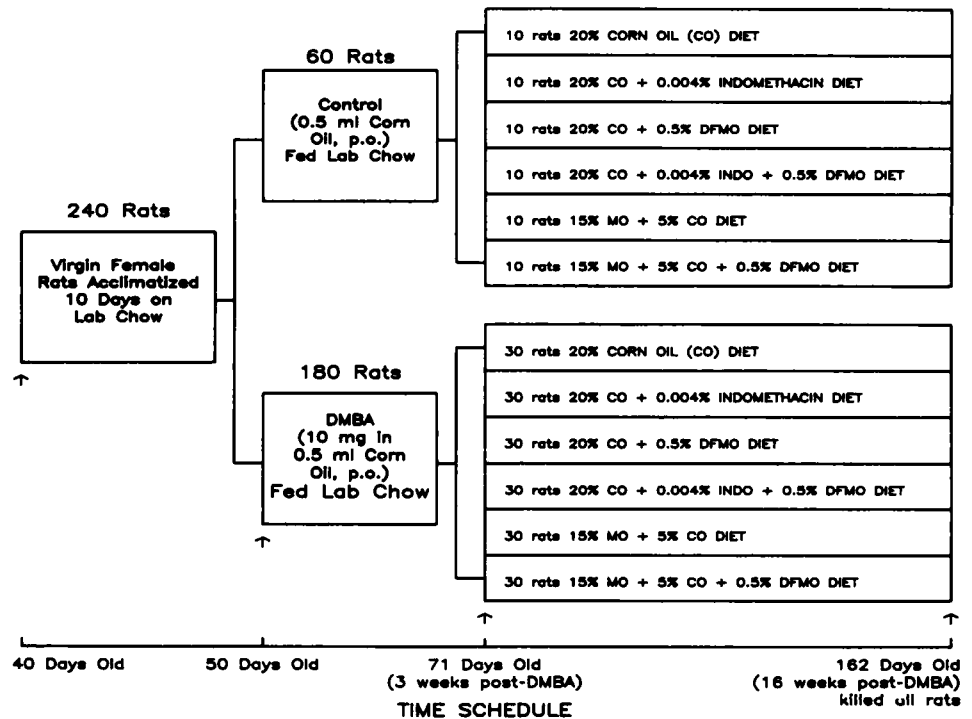 240 Rats
Virgin Female
Rats Acclimatized
10 Days on
Lab Chow
60 Rats
Control
(0.5 ml Corn
Oil, p.o.)
Fed Lab Chow
10 rats 20% CORN OIL (CO) DIET
10 rats 20% CO + 0.004% INDOMETHACIN DIET
10 rats 20% CO + 0.5% DFMO DIET
10 rats 20% CO + 0.004% INDO + 0.5% DFMO DIET
10 rats 15% MO + 5% CO DIET
10 rats 15% MO + 5% CO + 0.5% DFMO DIET
180 Rats
DMBA
(10 mg in
0.5 ml Corn
Oil, p.o.)
Fed Lab Chow
30 rats 20% CORN OIL (CO) DIET
30 rats 20% CO + 0.004% INDOMETHACIN DIET
30 rats 20% CO + 0.5% DFMO DIET
30 rats 20% CO + 0.004% INDO + 0.5% DFMO DIET
30 rats 15% MO + 5% CO DIET
30 rats 15% MO + 5% CO + 0.5% DFMO DIET
40 Days Old
50 Days Old
71 Days Old
(3 weeks post-DMBA)
162 Days Old
(16 weeks post-DMBA)
killed all rats
TIME SCHEDULE